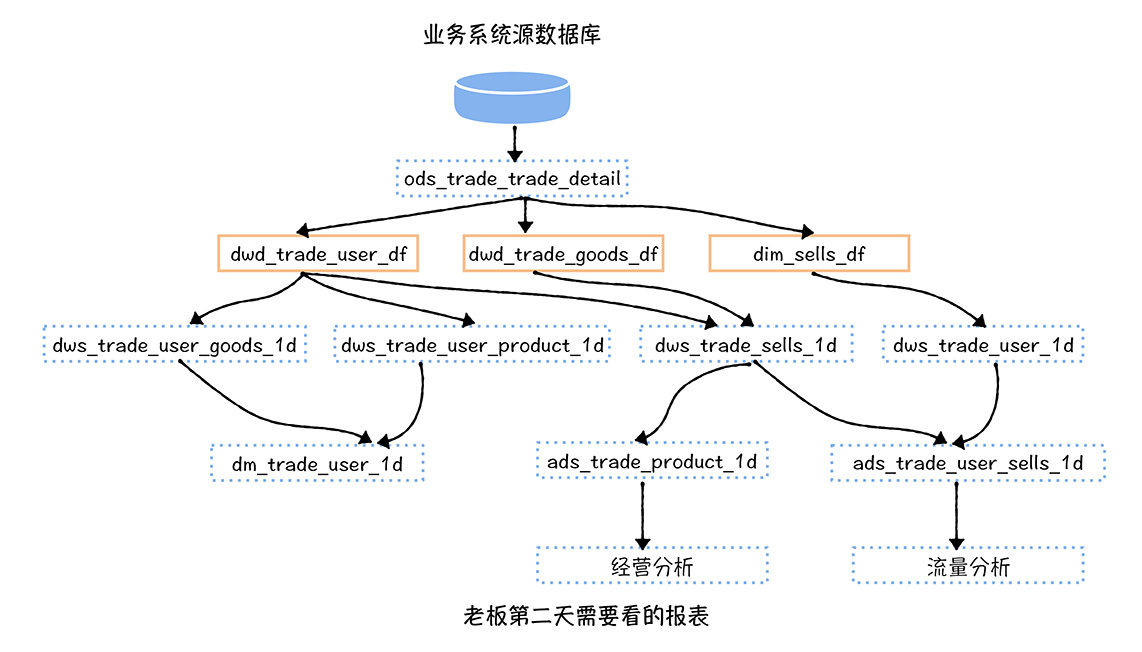 业务系统源数据库
ods_trade_trade_detail
dwd_trade_user_df
dwd_trade_goods_df
dim_sells_df
dws_trade_user_goods_1d
dws_trade_user_product_1d
dws_trade_sells_1d
dws_trade_user_1d
dm_trade_user_1d
ads_trade_product_1d
ads_trade_user_sells_1d
经营分析
流量分析
老板第二天需要看的报表